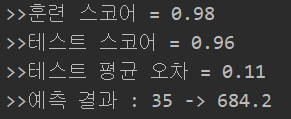 >>훈련 스코어 = 0.98
>>테스트 스코어 = 0.96
>>테스트 평균 오차 = 0.11
>>예측 결과 : 35 -> 684.2